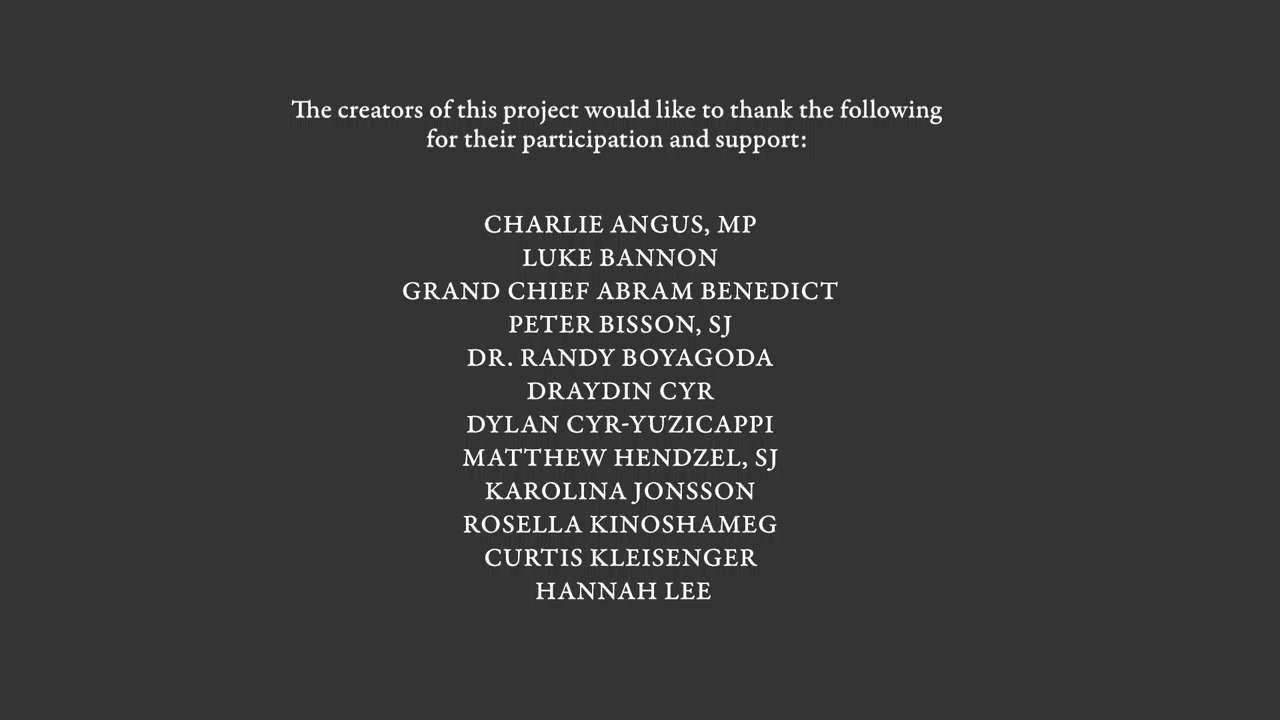 The creators of this project would like to thank the following
for their participation and support:
CHARLIE ANGUS, MP
LUKE BANNON
GRAND CHIEF ABRAM BENEDICT
PETER BISSON, SJ
DR. RANDY BOYAGODA
DRAYDIN CYR
DYLAN CYR-YUZICAPPI
MATTHEW HENDZEL, SJ
KAROLINA JONSSON
ROSELLA KINOSHAMEG
CURTIS KLEISENGER
HANNAH LEE